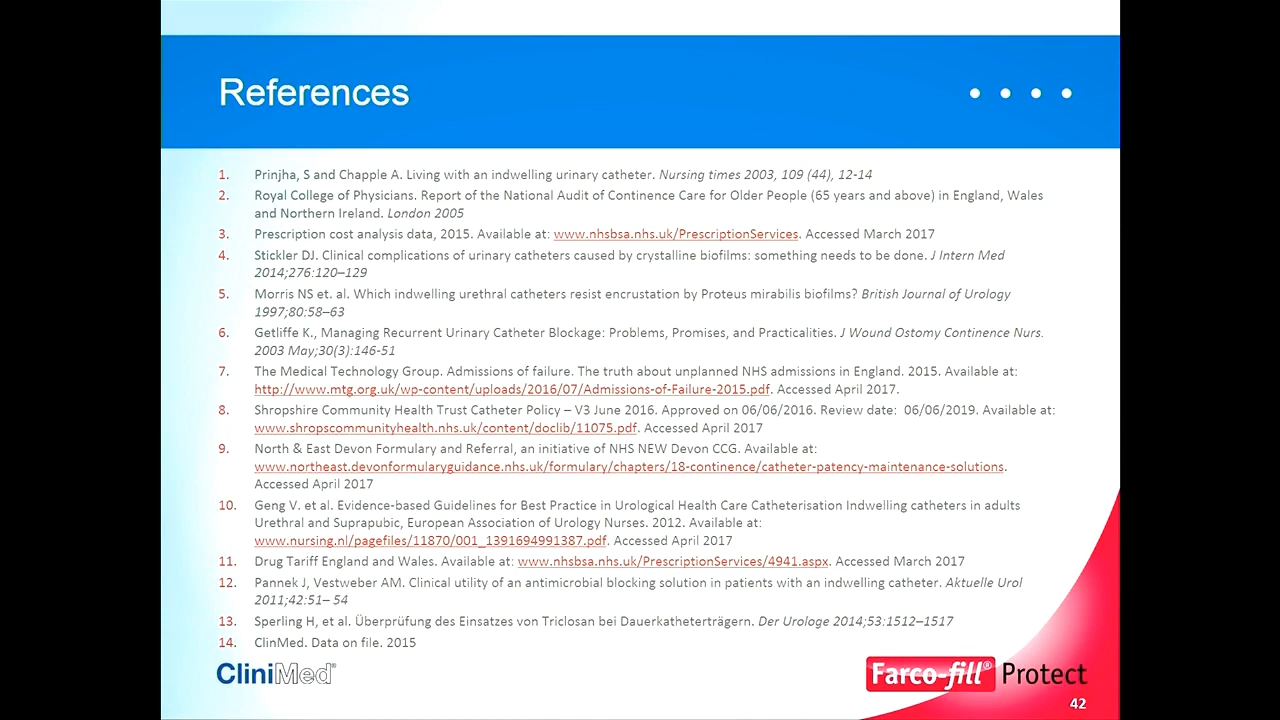 References
1. Prinjha, S and Chapple A. Living with an indwelling urinary catheter. Nursing times 2003, 109 (44), 12-14
2. Royal College of Physicians. Report of the National Audit of Continence Care for Older People (65 years and above) in England, Wales
and Northern Ireland. London 2005
3. Prescription cost analysis data, 2015. Available at: www.nhsbsa.nhs.uk/PrescriptionServices. Accessed March 2017
4. Stickler DJ. Clinical complications of urinary catheters caused by crystalline biofilms: something needs to be done. J Intern Med
2014;276:120–129
5. Morris NS et. al. Which indwelling urethral catheters resist encrustation by Proteus mirabilis biofilms? British Journal of Urology
1997;80:58–63
6. Getliffe K., Managing Recurrent Urinary Catheter Blockage: Problems, Promises, and Practicalities. J Wound Ostomy Continence Nurs.
2003 May;30(3):146-51
7. The Medical Technology Group. Admissions of failure. The truth about unplanned NHS admissions in England. 2015. Available at:
http://www.mtg.org.uk/wp-content/uploads/2016/07/Admissions-of-Failure-2015.pdf. Accessed April 2017.
8. Shropshire Community Health Trust Catheter Policy – V3 June 2016. Approved on 06/06/2016. Review date: 06/06/2019. Available at:
www.shropscommunityhealth.nhs.uk/content/doclib/11075.pdf. Accessed April 2017
9. North & East Devon Formulary and Referral, an initiative of NHS NEW Devon CCG. Available at:
www.northeast.devonformularyguidance.nhs.uk/formulary/chapters/18-continence/catheter-patency-maintenance-solutions.
Accessed April 2017
10. Geng V. et al. Evidence-based Guidelines for Best Practice in Urological Health Care Catheterisation Indwelling catheters in adults
Urethral and Suprapubic, European Association of Urology Nurses. 2012. Available at:
www.nursing.nl/pagefiles/11870/001_1391694991387.pdf. Accessed April 2017
11. Drug Tariff England and Wales. Available at: www.nhsbsa.nhs.uk/PrescriptionServices/4941.aspx. Accessed March 2017
12. Pannek J, Vestweber AM. Clinical utility of an antimicrobial blocking solution in patients with an indwelling catheter. Aktuelle Urol
2011;42:51– 54
13. Sperling H, et al. Überprüfung des Einsatzes von Triclosan bei Dauerkatheterträgern. Der Urologe 2014;53:1512–1517
14. ClinMed. Data on file. 2015
CliniMed®
Farco-fill® Protect
42